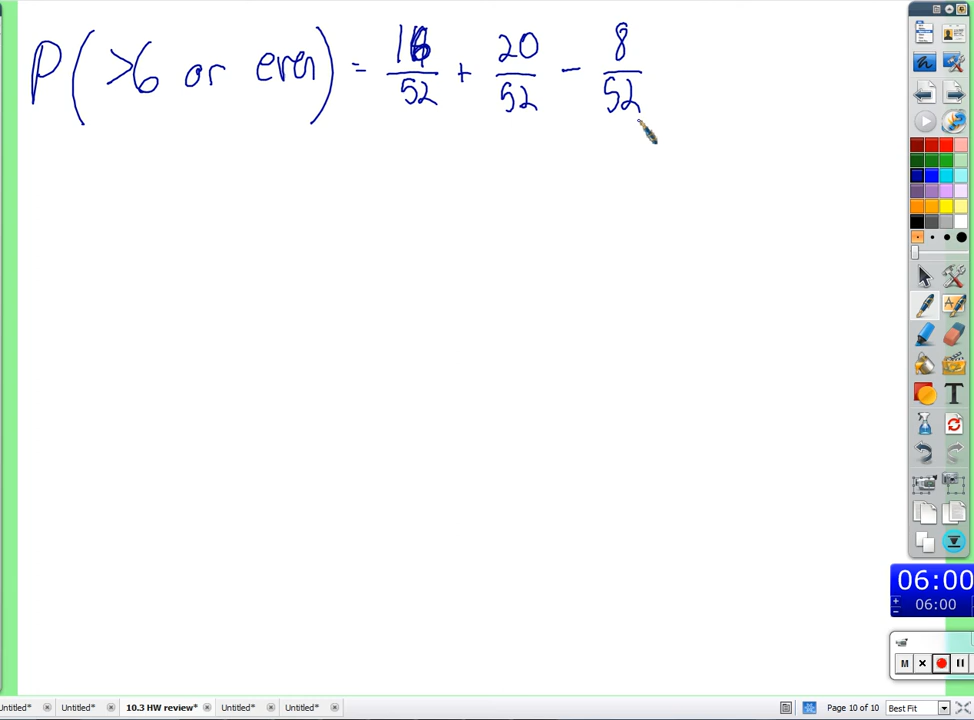 P( >6 or even) = 16/52 + 20/52 − 8/52
06:00
06:00
M
Untitled* Untitled* 10.3 HW review* Untitled* Untitled* Page 10 of 10 Best Fit